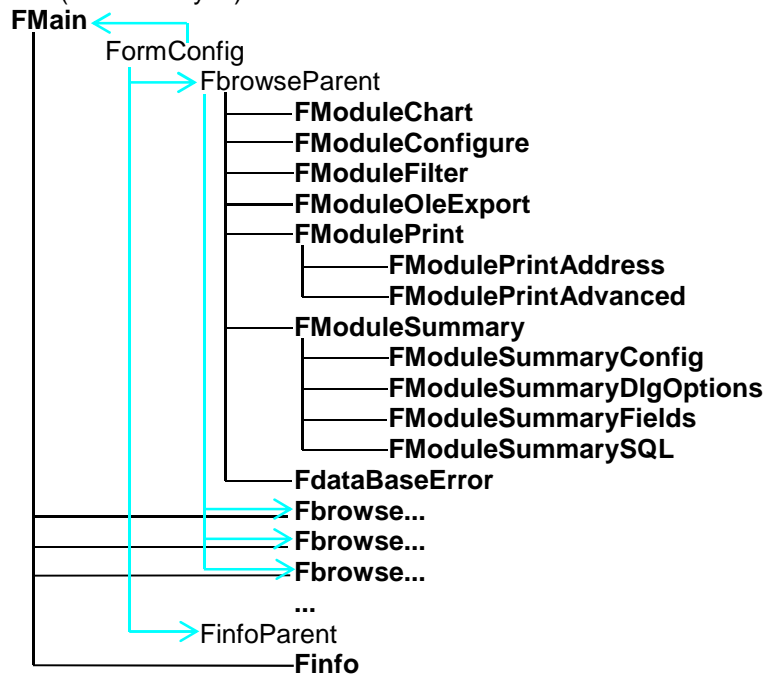 FMain
FormConfig
FbrowseParent
FModuleChart
FModuleConfigure
FModuleFilter
FModuleOleExport
FModulePrint
FModulePrintAddress
FModulePrintAdvanced
FModuleSummary
FModuleSummaryConfig
FModuleSummaryDlgOptions
FModuleSummaryFields
FModuleSummarySQL
FdataBaseError
Fbrowse...
Fbrowse...
Fbrowse...
...
FinfoParent
Finfo